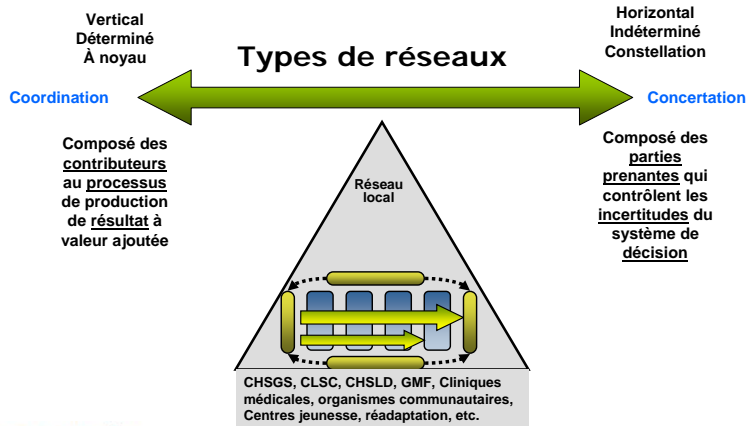 Vertical
Déterminé
À noyau
Types de réseaux
Horizontal
Indéterminé
Constellation
Coordination
Concertation
Composé des
contributeurs
au processus
de production
de résultat à
valeur ajoutée
Réseau
local
Composé des
parties
prenantes qui
contrôlent les
incertitudes du
système de
décision
CHSGS, CLSC, CHSLD, GMF, Cliniques
médicales, organismes communautaires,
Centres jeunesse, réadaptation, etc.